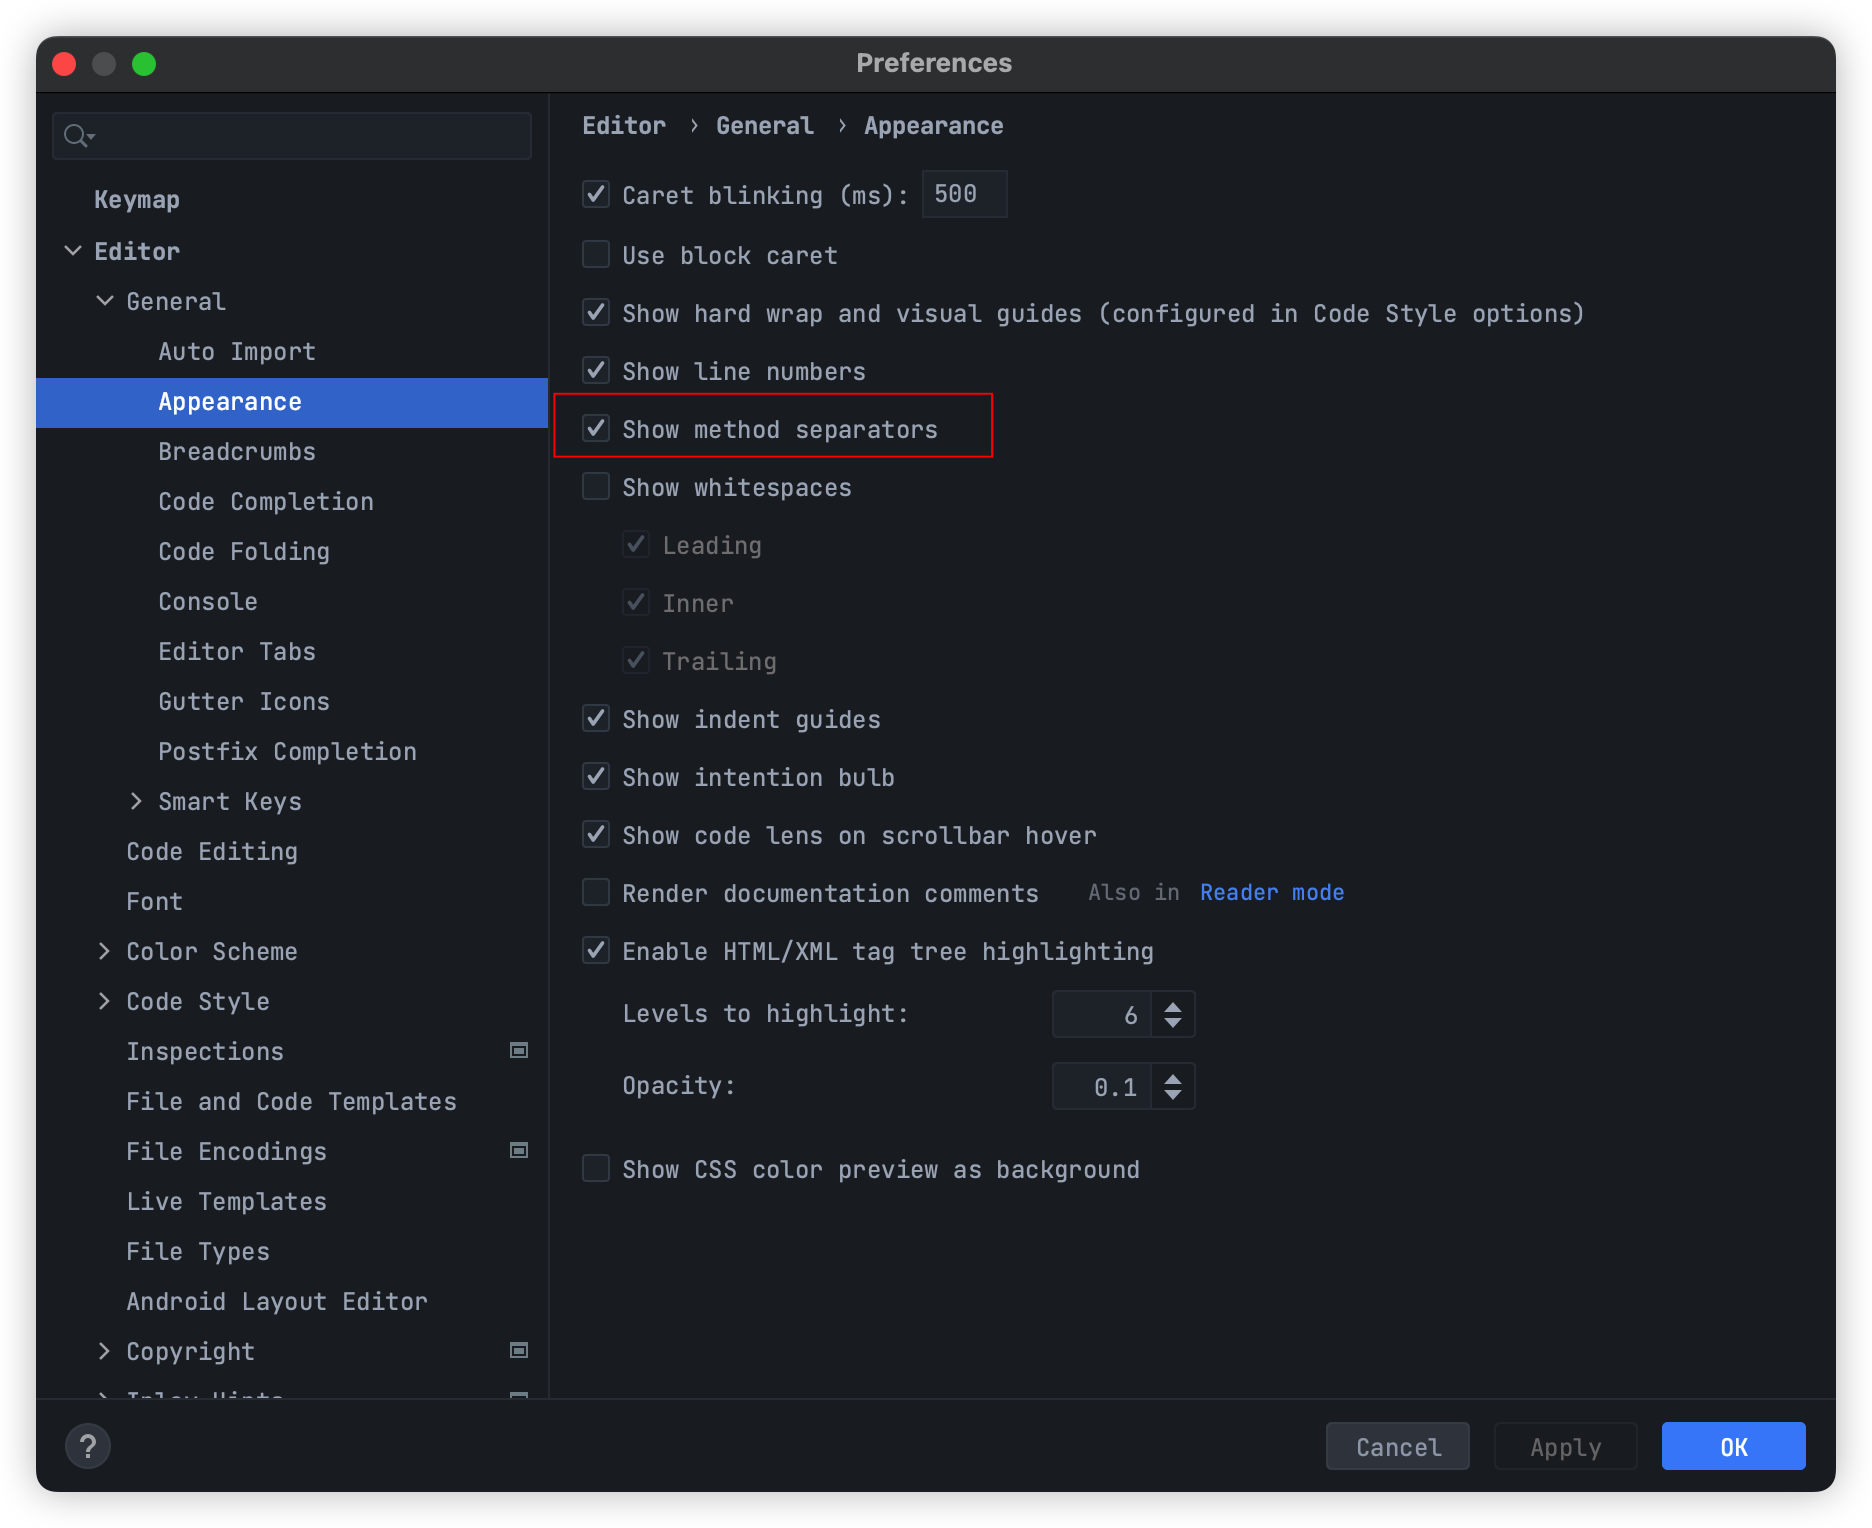 Preferences
Keymap
Editor
General
Auto Import
Appearance
Breadcrumbs
Code Completion
Code Folding
Console
Editor Tabs
Gutter Icons
Postfix Completion
Smart Keys
Code Editing
Font
Color Scheme
Code Style
Inspections
File and Code Templates
File Encodings
Live Templates
File Types
Android Layout Editor
Copyright
Inlay Hints
Editor › General › Appearance
Caret blinking (ms): 500
Use block caret
Show hard wrap and visual guides (configured in Code Style options)
Show line numbers
Show method separators
Show whitespaces
Leading
Inner
Trailing
Show indent guides
Show intention bulb
Show code lens on scrollbar hover
Render documentation comments Also in Reader mode
Enable HTML/XML tag tree highlighting
Levels to highlight: 6
Opacity: 0.1
Show CSS color preview as background
? Cancel Apply OK